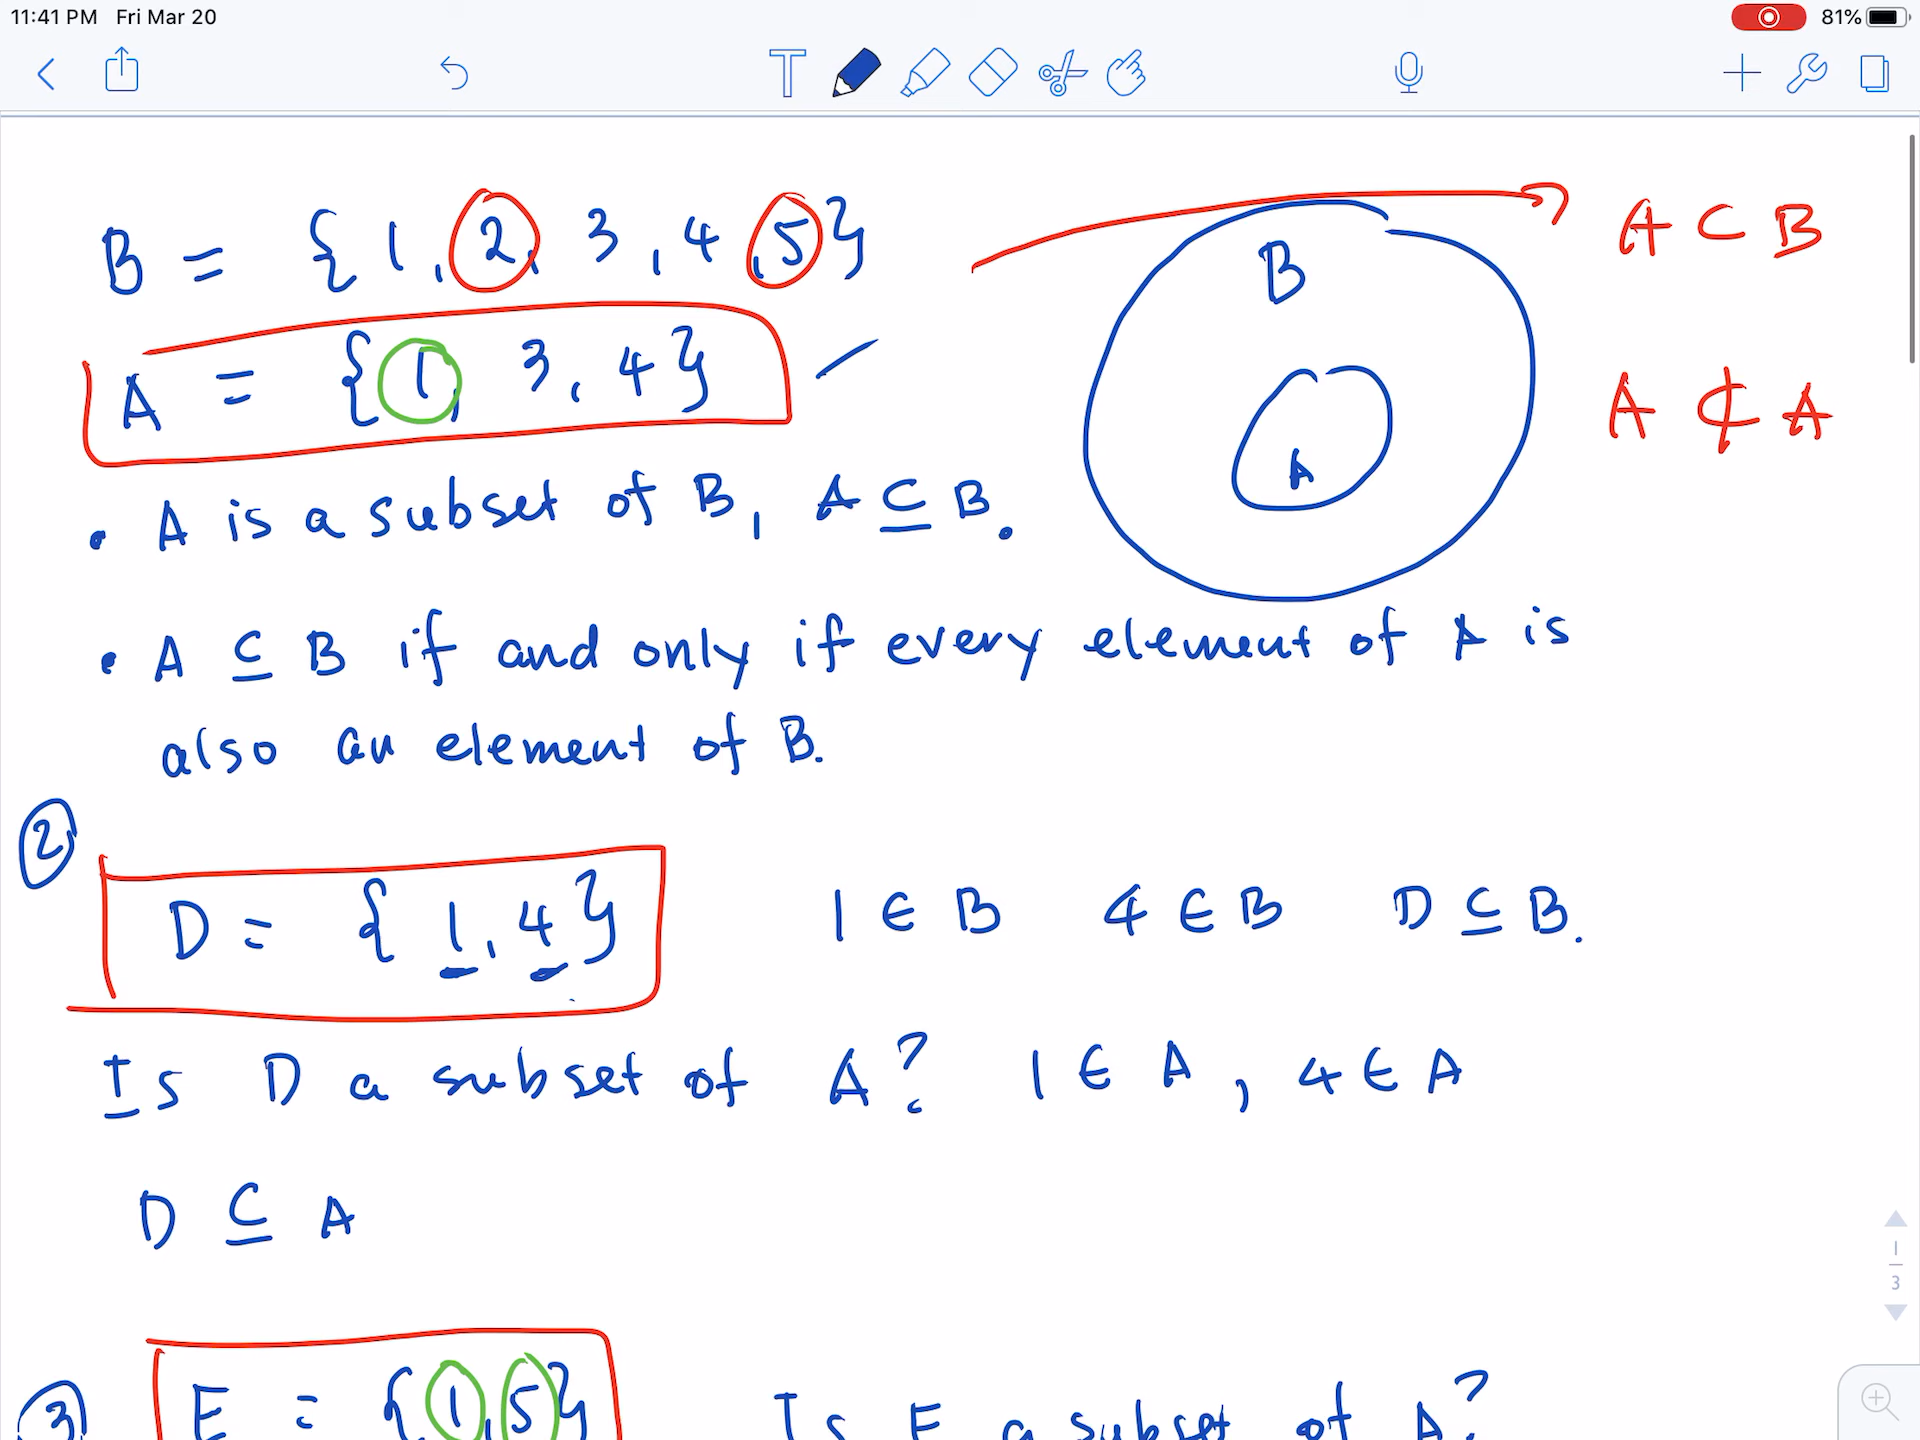 11:41 PM Fri Mar 20 81%
T
B = {1, 2, 3, 4, 5} B A ⊂ B
A = {1, 3, 4} A A ⊄ A
• A is a subset of B, A ⊆ B.
• A ⊆ B if and only if every element of A is
also an element of B.
②
D = {1, 4} 1 ∈ B 4 ∈ B D ⊆ B.
Is D a subset of A? 1 ∈ A, 4 ∈ A
D ⊆ A
1
3
③ E = {1, 5} Is E a subset of A?